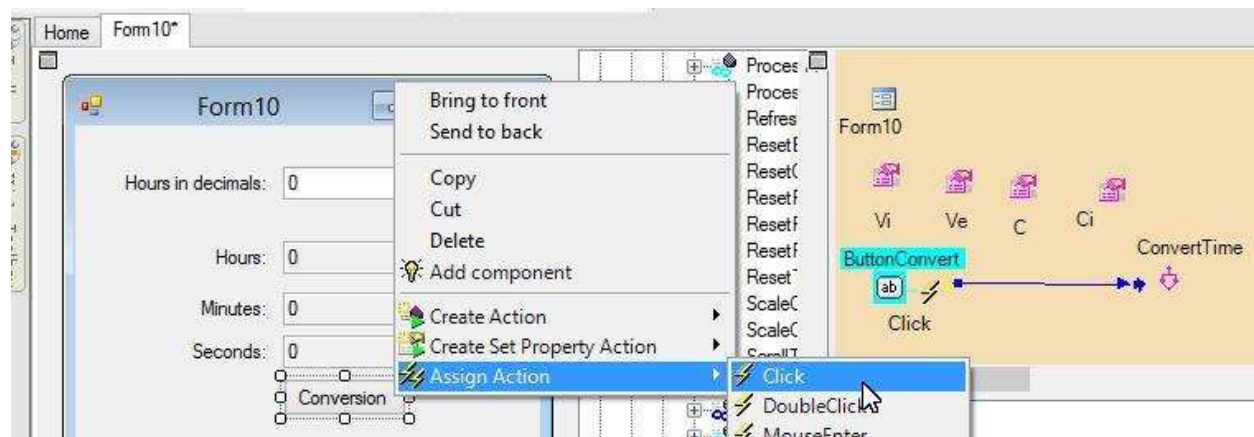 Home
Form10*
Form10
Hours in decimals: 0
Hours: 0
Minutes: 0
Seconds: 0
Conversion
Bring to front
Send to back
Copy
Cut
Delete
Add component
Create Action
Create Set Property Action
Assign Action
Click
DoubleClick
MouseEnter
Proces
Proces
Refres
Form10
Vi
Ve
C
Ci
ConvertTime
ButtonConvert
ab
Click